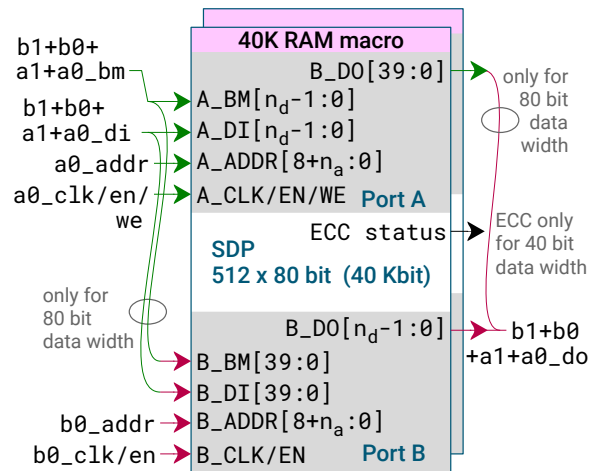 40K RAM macro
b1+b0+
a1+a0_bm
B_DO[39:0]
only for
80 bit
data
width
A_BM[nd-1:0]
b1+b0+
a1+a0_di
A_DI[nd-1:0]
a0_addr
A_ADDR[8+na:0]
a0_clk/en/
we
A_CLK/EN/WE
Port A
ECC status
ECC only
for 40 bit
data width
SDP
512 x 80 bit (40 Kbit)
only for
80 bit
data width
B_DO[nd-1:0]
b1+b0
+a1+a0_do
B_BM[39:0]
B_DI[39:0]
b0_addr
B_ADDR[8+na:0]
b0_clk/en
B_CLK/EN
Port B